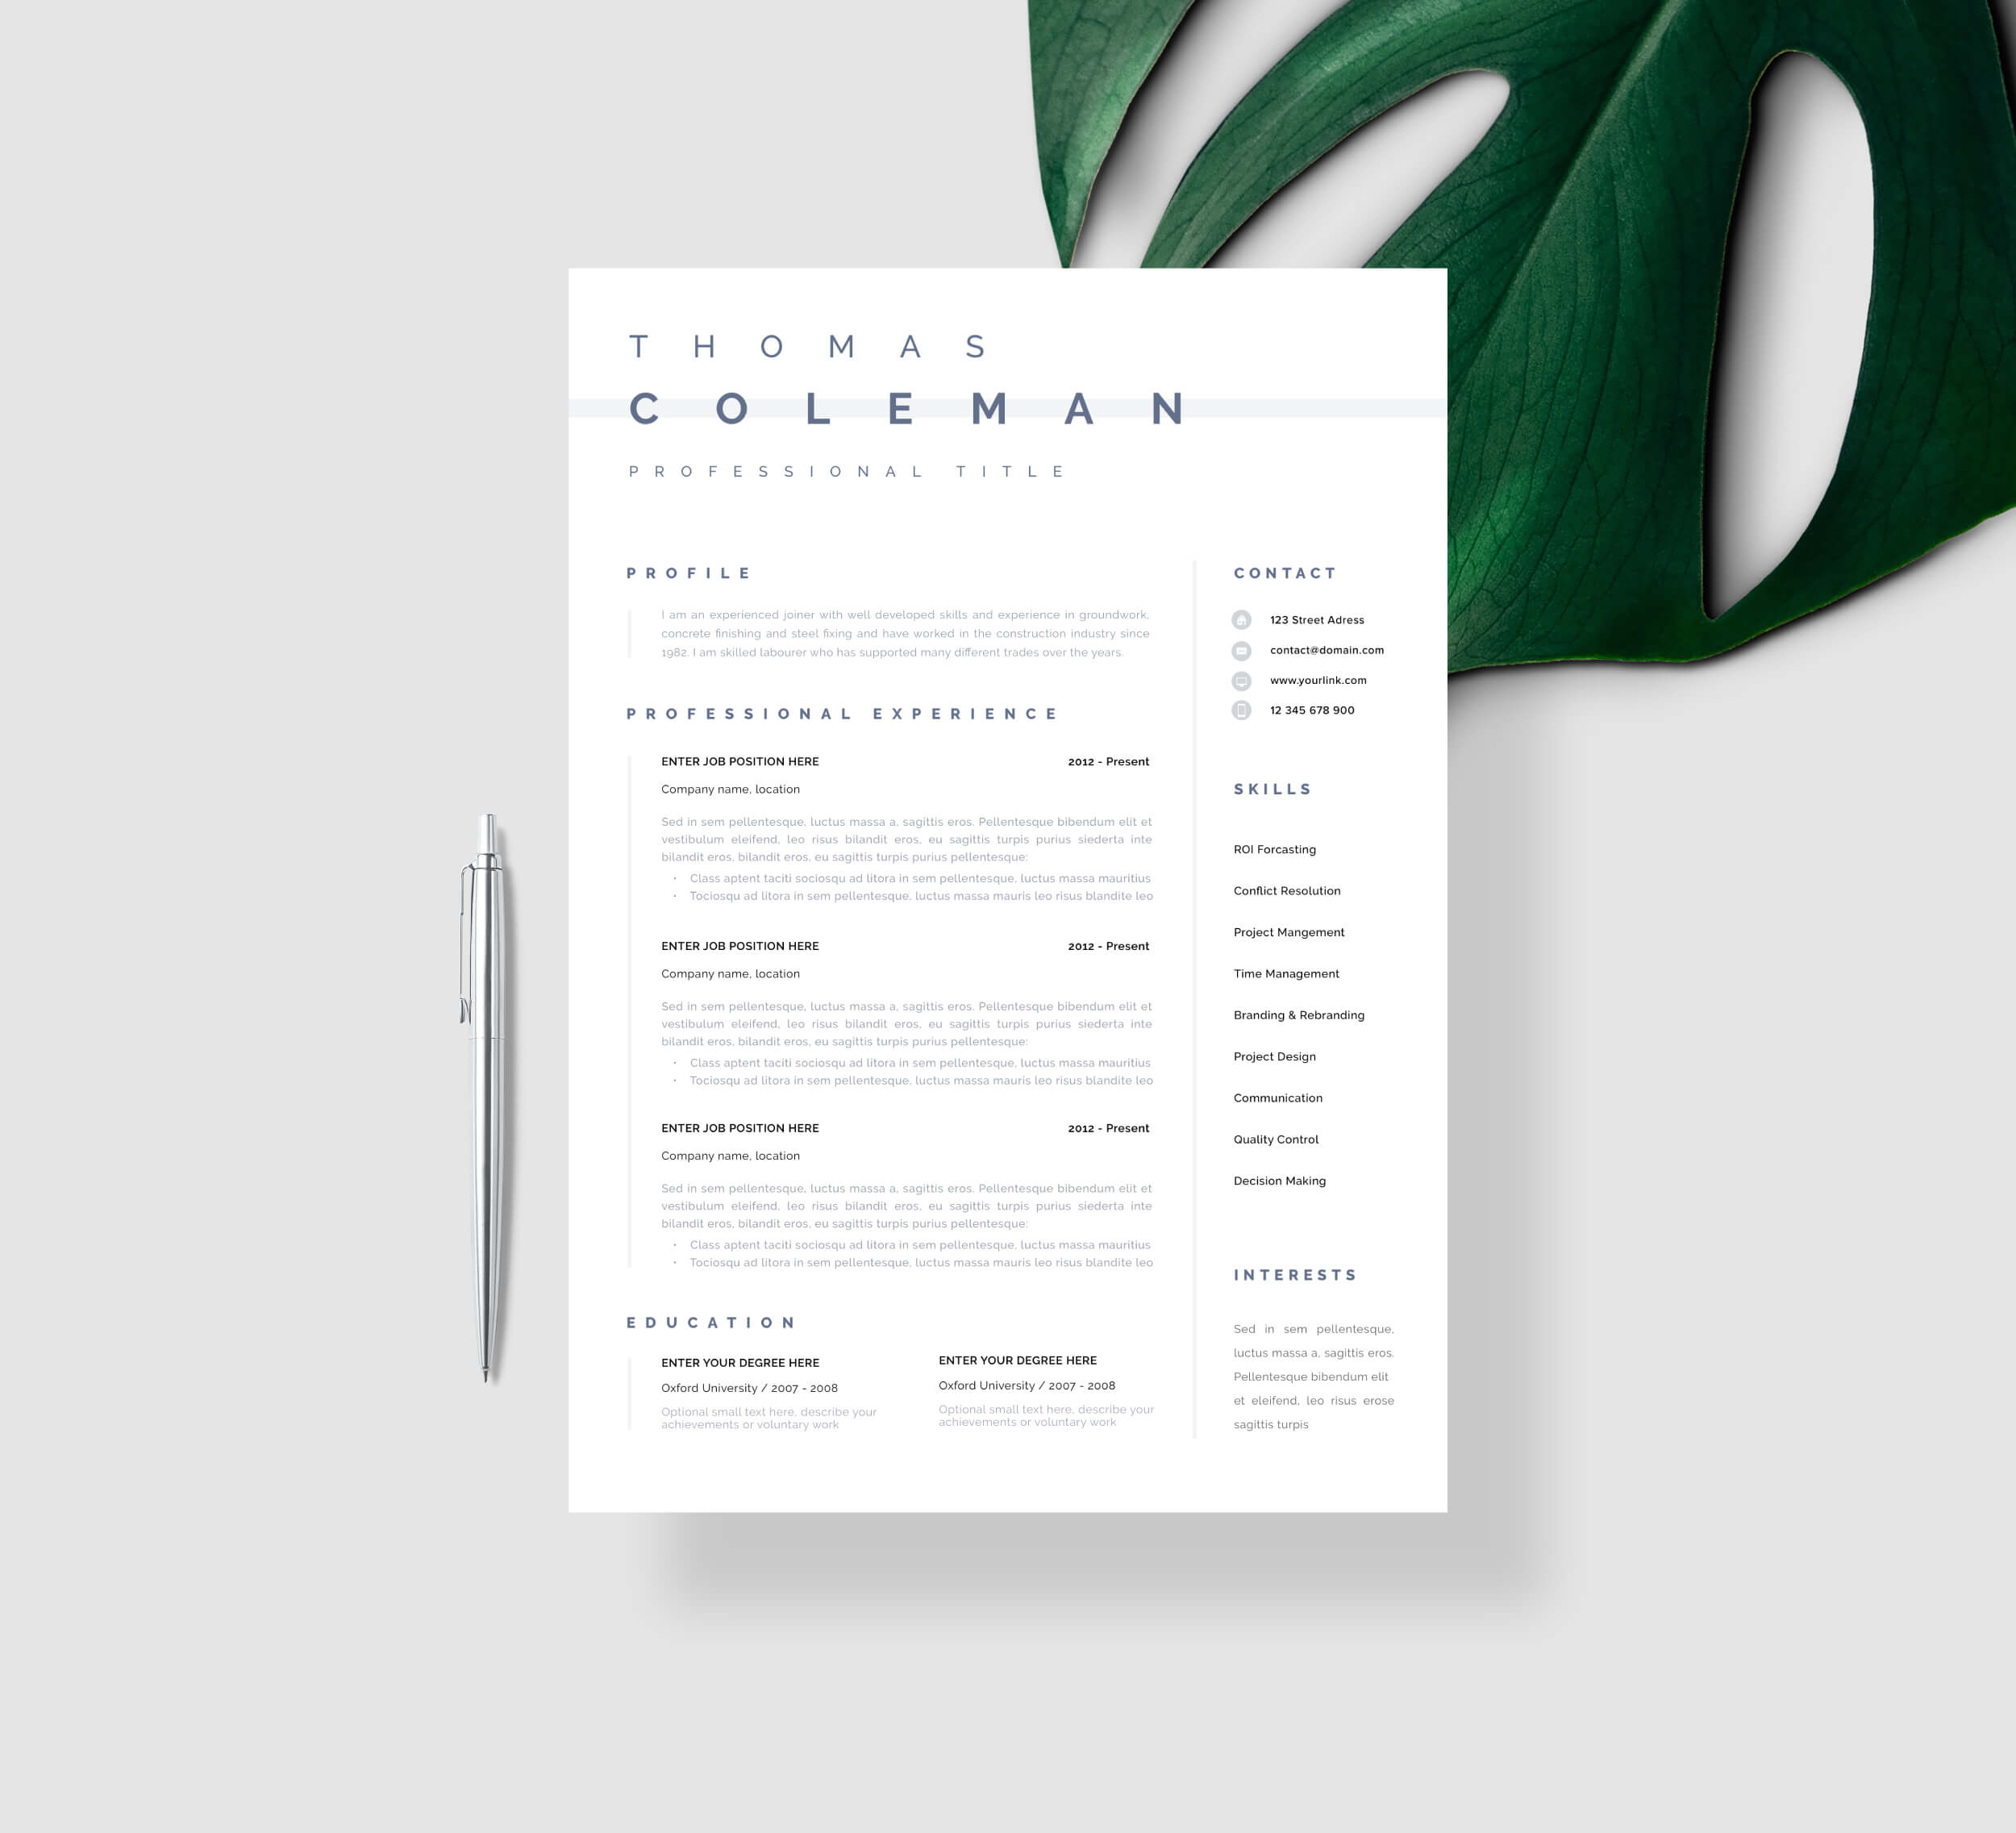 THOMAS
COLEMAN
PROFESSIONAL TITLE
PROFILE
I am an experienced joiner with well developed skills and experience in groundwork,
concrete finishing and steel fixing and have worked in the construction industry since
1982. I am skilled labourer who has supported many different trades over the years.
PROFESSIONAL EXPERIENCE
ENTER JOB POSITION HERE 2012 - Present
Company name, location
Sed in sem pellentesque, luctus massa a, sagittis eros. Pellentesque bibendum elit et
vestibulum eleifend, leo risus bilandit eros, eu sagittis turpis purius siederta inte
bilandit eros, bilandit eros, eu sagittis turpis purius pellentesque:
• Class aptent taciti sociosqu ad litora in sem pellentesque, luctus massa mauritius
• Tociosqu ad litora in sem pellentesque, luctus massa mauris leo risus blandite leo
ENTER JOB POSITION HERE 2012 - Present
Company name, location
Sed in sem pellentesque, luctus massa a, sagittis eros. Pellentesque bibendum elit et
vestibulum eleifend, leo risus bilandit eros, eu sagittis turpis purius siederta inte
bilandit eros, bilandit eros, eu sagittis turpis purius pellentesque:
• Class aptent taciti sociosqu ad litora in sem pellentesque, luctus massa mauritius
• Tociosqu ad litora in sem pellentesque, luctus massa mauris leo risus blandite leo
ENTER JOB POSITION HERE 2012 - Present
Company name, location
Sed in sem pellentesque, luctus massa a, sagittis eros. Pellentesque bibendum elit et
vestibulum eleifend, leo risus bilandit eros, eu sagittis turpis purius siederta inte
bilandit eros, bilandit eros, eu sagittis turpis purius pellentesque:
• Class aptent taciti sociosqu ad litora in sem pellentesque, luctus massa mauritius
• Tociosqu ad litora in sem pellentesque, luctus massa mauris leo risus blandite leo
EDUCATION
ENTER YOUR DEGREE HERE
Oxford University / 2007 - 2008
Optional small text here, describe your
achievements or voluntary work
ENTER YOUR DEGREE HERE
Oxford University / 2007 - 2008
Optional small text here, describe your
achievements or voluntary work
CONTACT
123 Street Adress
contact@domain.com
www.yourlink.com
12 345 678 900
SKILLS
ROI Forcasting
Conflict Resolution
Project Mangement
Time Management
Branding & Rebranding
Project Design
Communication
Quality Control
Decision Making
INTERESTS
Sed in sem pellentesque,
luctus massa a, sagittis eros.
Pellentesque bibendum elit
et eleifend, leo risus erose
sagittis turpis